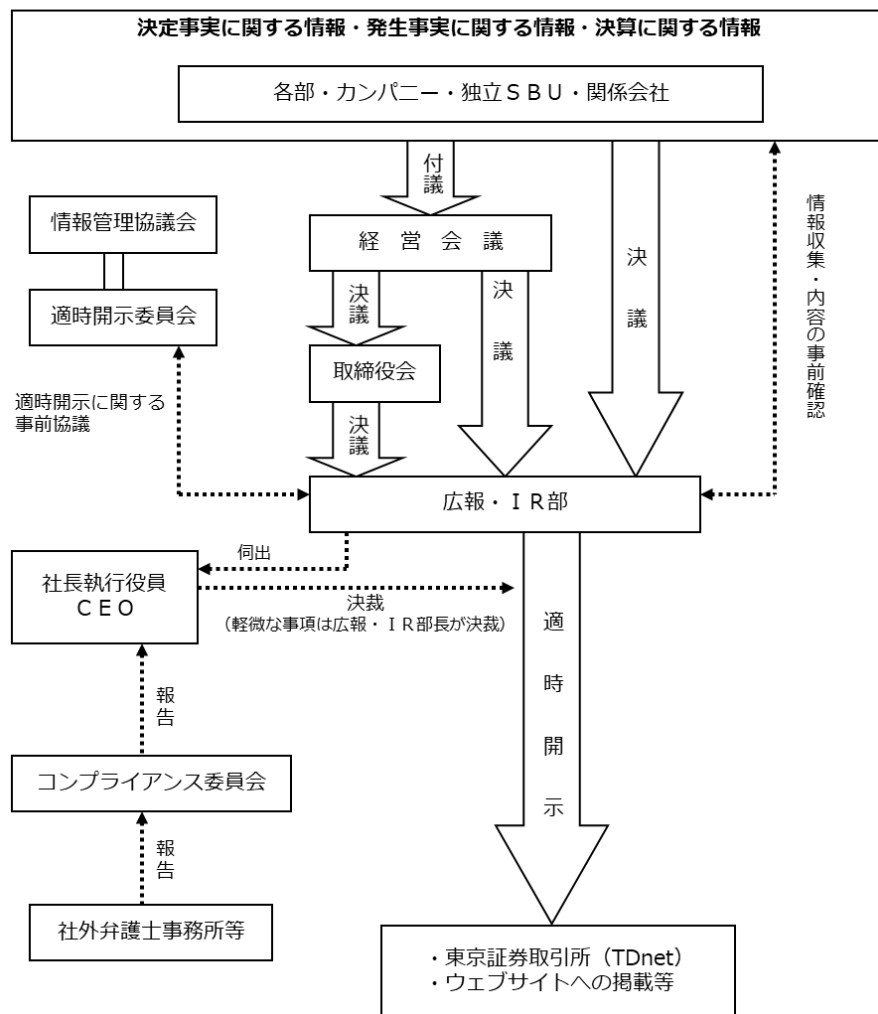 決定事実に関する情報・発生事実に関する情報・決算に関する情報
各部・カンパニー・独立ＳＢＵ・関係会社
付議
情報管理協議会
経　営　会　議
決　議
情報収集・内容の事前確認
適時開示委員会
決議
決　議
取締役会
適時開示に関する
事前協議
決議
広報・ＩＲ部
伺出
社長執行役員
ＣＥＯ
決裁
（軽微な事項は広報・ＩＲ部長が決裁）
適　時　開　示
報告
コンプライアンス委員会
報告
社外弁護士事務所等
・東京証券取引所（TDnet）
・ウェブサイトへの掲載等